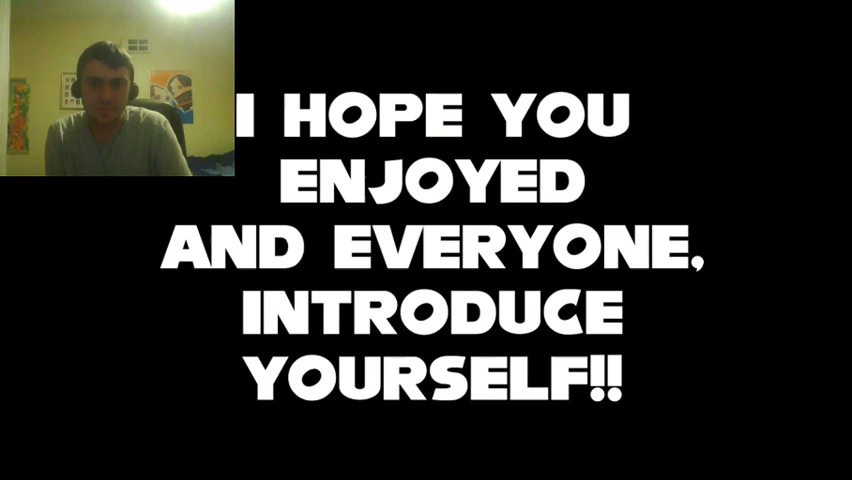 I HOPE YOU
ENJOYED
AND EVERYONE,
INTRODUCE
YOURSELF!!